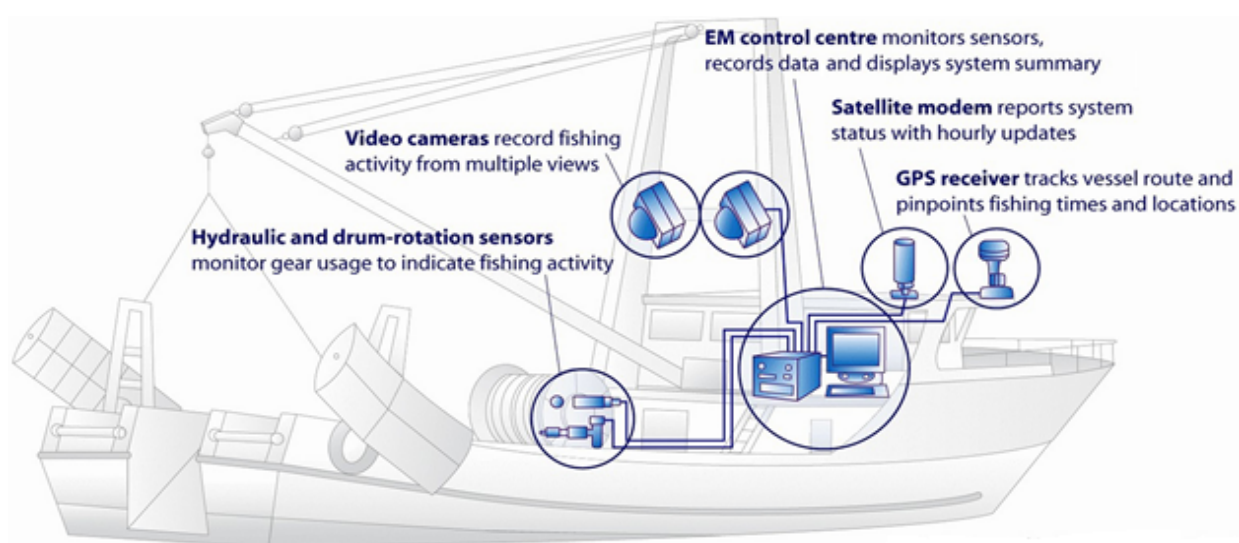 EM control centre monitors sensors,
records data and displays system summary
Satellite modem reports system
status with hourly updates
Video cameras record fishing
activity from multiple views
GPS receiver tracks vessel route and
pinpoints fishing times and locations
Hydraulic and drum-rotation sensors
monitor gear usage to indicate fishing activity